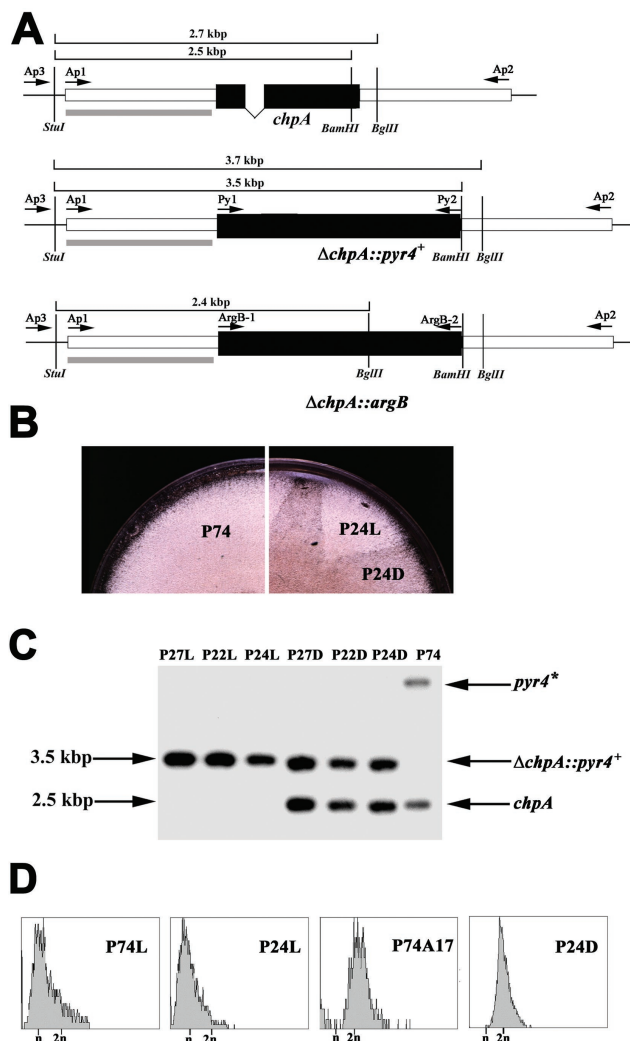 A
2.7 kbp
2.5 kbp
Ap3 Ap1 Ap2
chpA
StuI BamHI BglII
3.7 kbp
3.5 kbp
Ap3 Ap1 Py1 Py2 Ap2
ΔchpA::pyr4+
StuI BamHI BglII
2.4 kbp
Ap3 Ap1 ArgB-1 ArgB-2 Ap2
StuI BglII BamHI BglII
ΔchpA::argB
B
P74 P24L
P24D
C
P27L P22L P24L P27D P22D P24D P74
pyr4*
3.5 kbp ΔchpA::pyr4+
2.5 kbp chpA
D
P74L P24L P74A17 P24D
n 2n n 2n n 2n n 2n